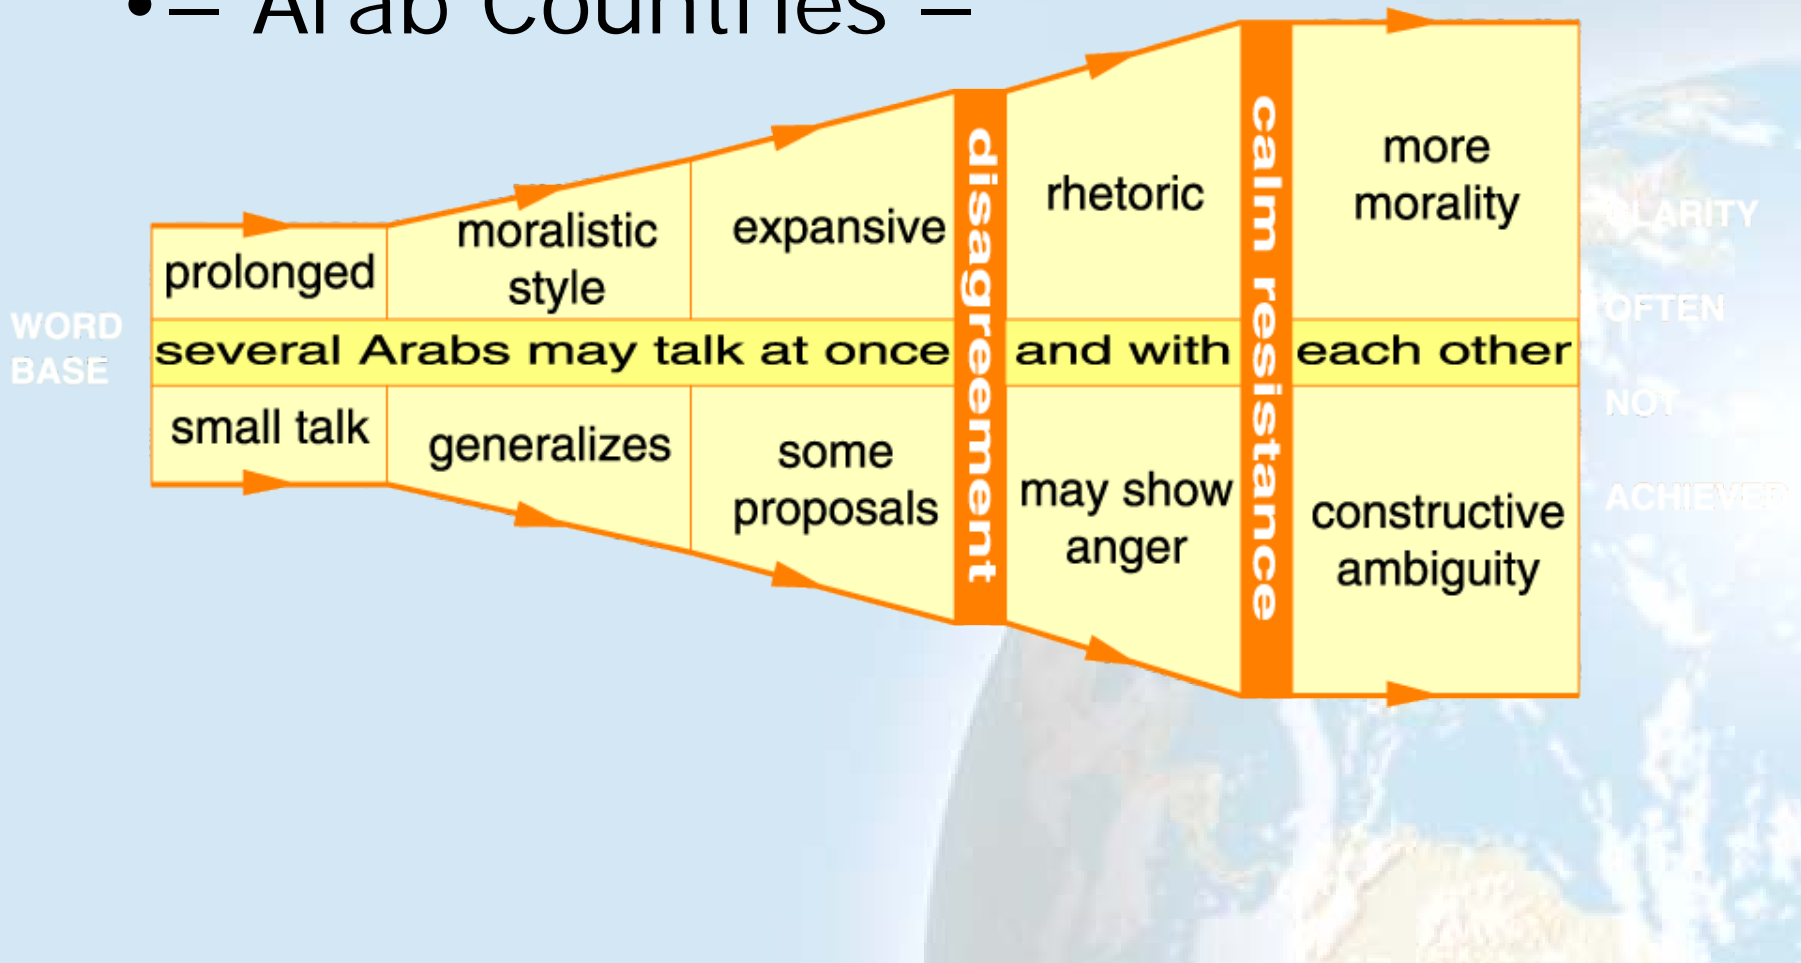 •– Arab Countries –
WORD
BASE
prolonged
small talk
moralistic
style
generalizes
expansive
some
proposals
several Arabs may talk at once
disagreement
rhetoric
and with
may show
anger
calm resistance
more
morality
each other
constructive
ambiguity
CLARITY
OFTEN
NOT
ACHIEVED